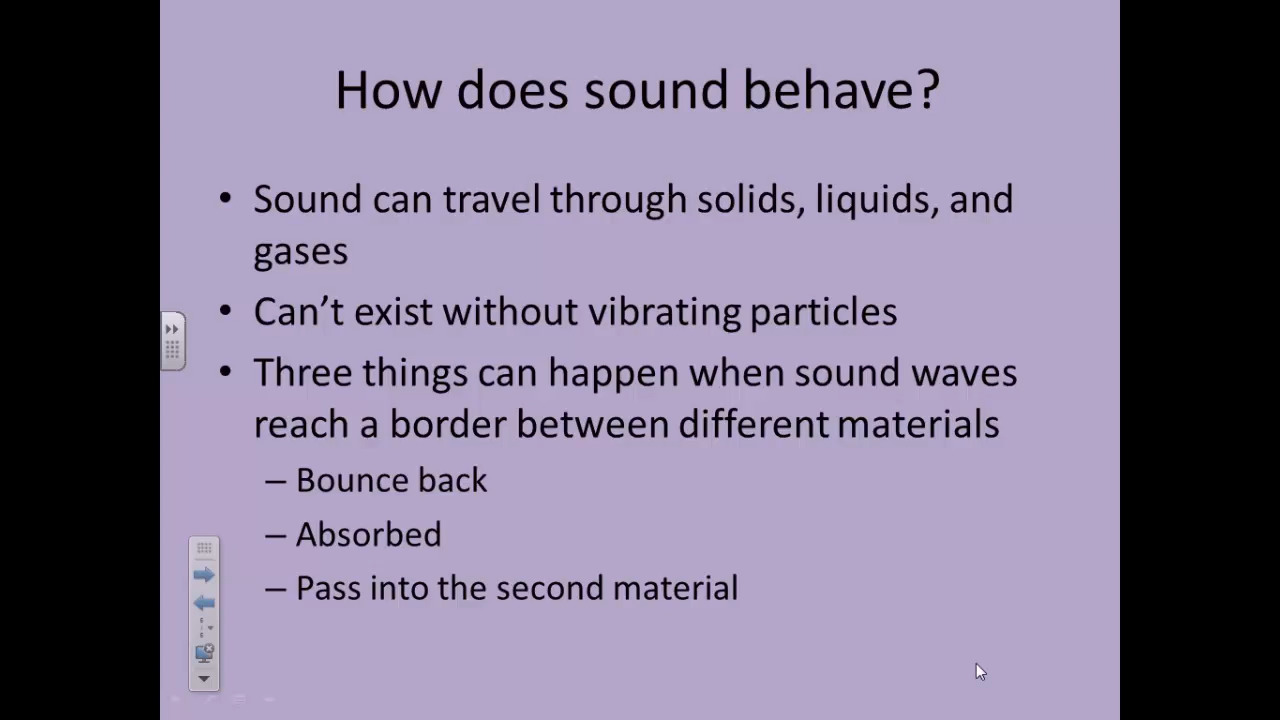 How does sound behave?
• Sound can travel through solids, liquids, and
gases
• Can’t exist without vibrating particles
• Three things can happen when sound waves
reach a border between different materials
– Bounce back
– Absorbed
– Pass into the second material